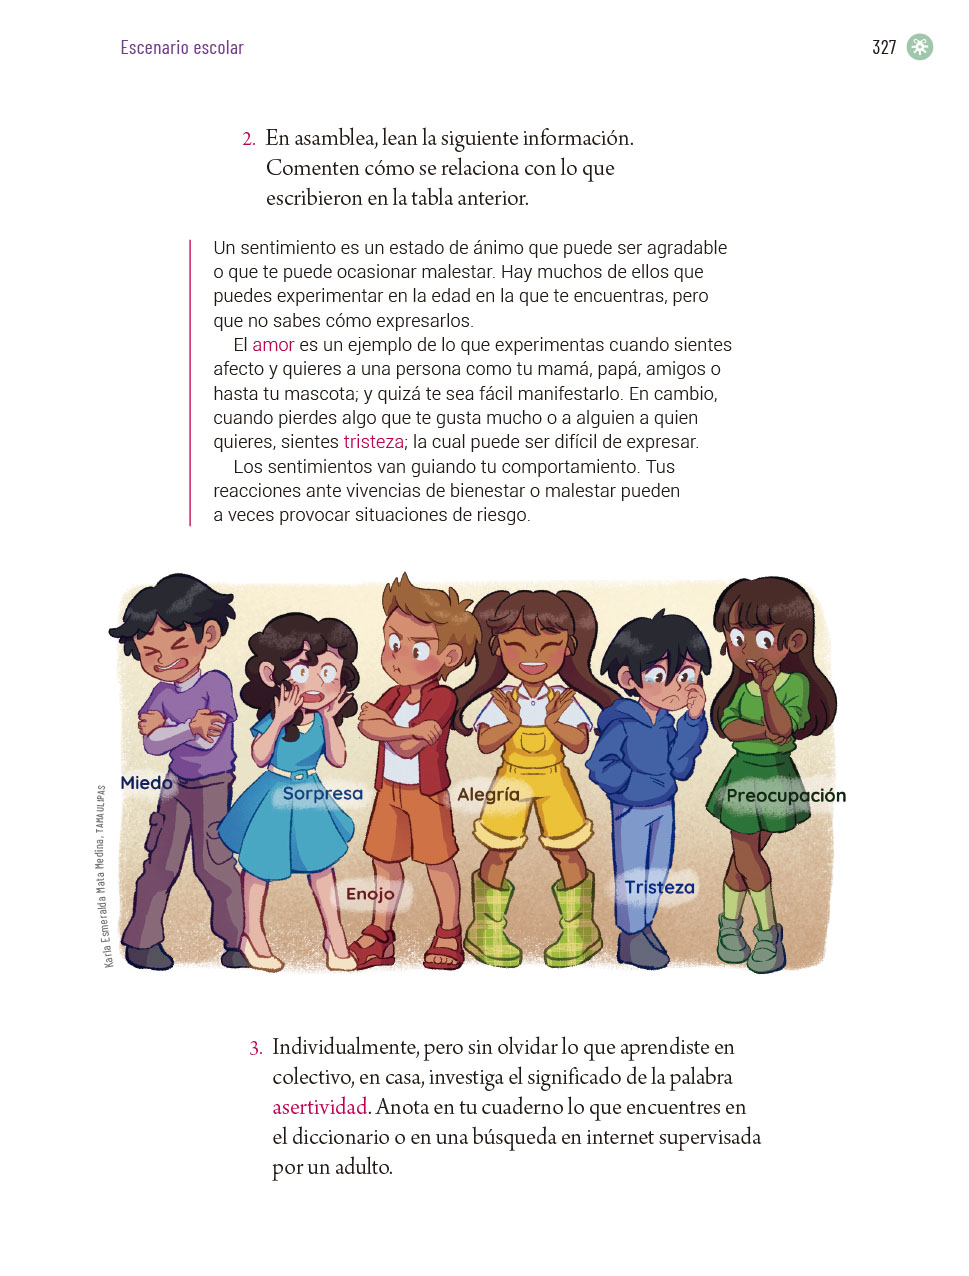 Escenario escolar
327
2. En asamblea, lean la siguiente información.
Comenten cómo se relaciona con lo que
escribieron en la tabla anterior.
Un sentimiento es un estado de ánimo que puede ser agradable
o que te puede ocasionar malestar. Hay muchos de ellos que
puedes experimentar en la edad en la que te encuentras, pero
que no sabes cómo expresarlos.
El amor es un ejemplo de lo que experimentas cuando sientes
afecto y quieres a una persona como tu mamá, papá, amigos o
hasta tu mascota; y quizá te sea fácil manifestarlo. En cambio,
cuando pierdes algo que te gusta mucho o a alguien a quien
quieres, sientes tristeza; la cual puede ser difícil de expresar.
Los sentimientos van guiando tu comportamiento. Tus
reacciones ante vivencias de bienestar o malestar pueden
a veces provocar situaciones de riesgo.
Miedo
Sorpresa
Enojo
Alegría
Tristeza
Preocupación
Karla Esmeralda Mata Medina, TAMAULIPAS
3. Individualmente, pero sin olvidar lo que aprendiste en
colectivo, en casa, investiga el significado de la palabra
asertividad. Anota en tu cuaderno lo que encuentres en
el diccionario o en una búsqueda en internet supervisada
por un adulto.